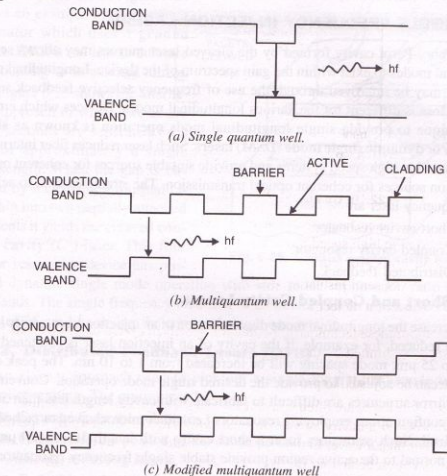 CONDUCTION
BAND
hf
VALENCE
BAND
(a) Single quantum well.
BARRIER
ACTIVE
CLADDING
CONDUCTION
BAND
hf
VALENCE
BAND
(b) Multiquantum well.
CONDUCTION
BAND
BARRIER
hf
VALENCE
BAND
(c) Modified multiquantum well